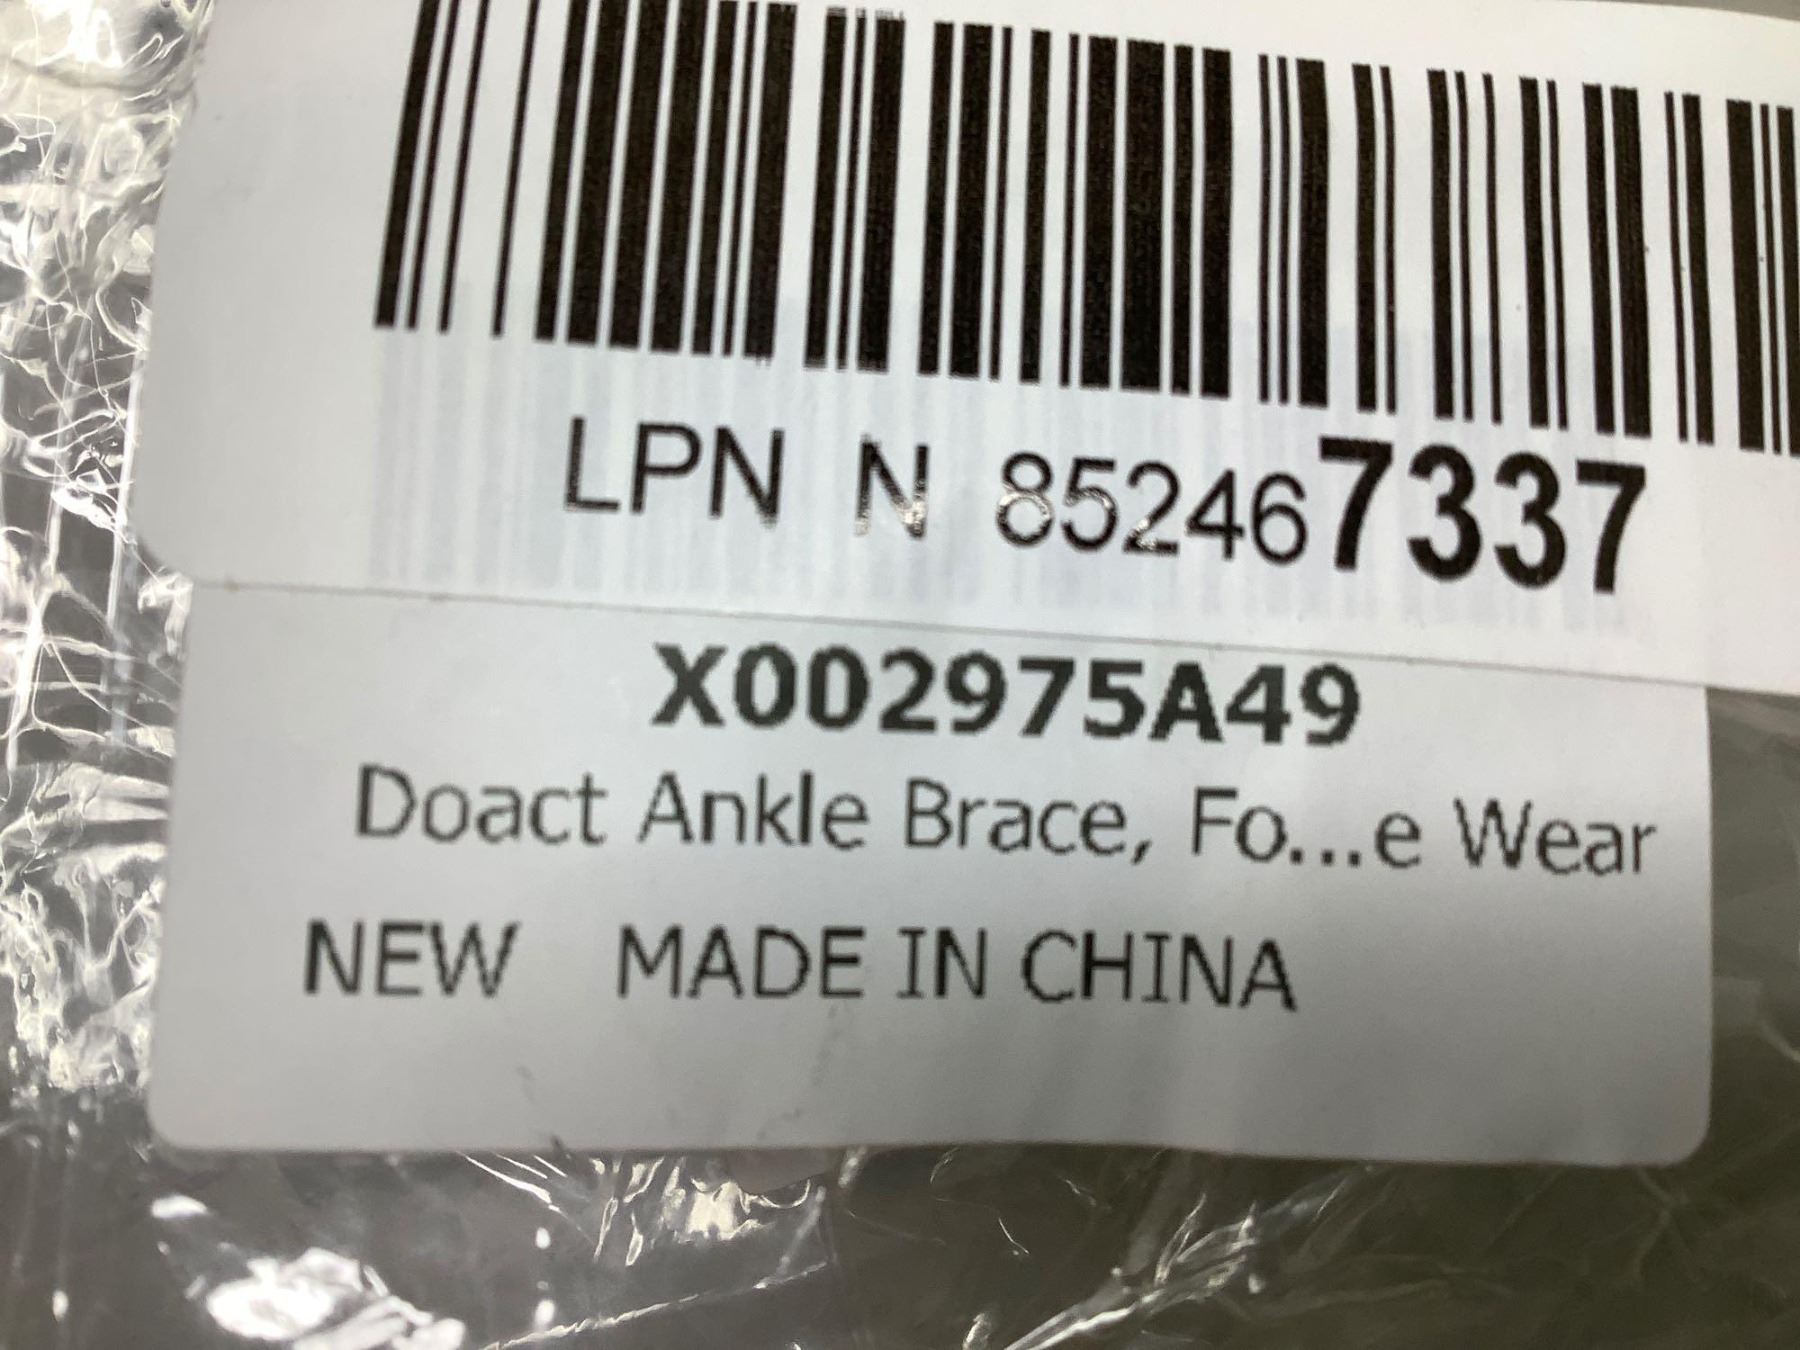 LPN N 852467337
X002975A49
Doact Ankle Brace, Fo...e Wear
NEW MADE IN CHINA